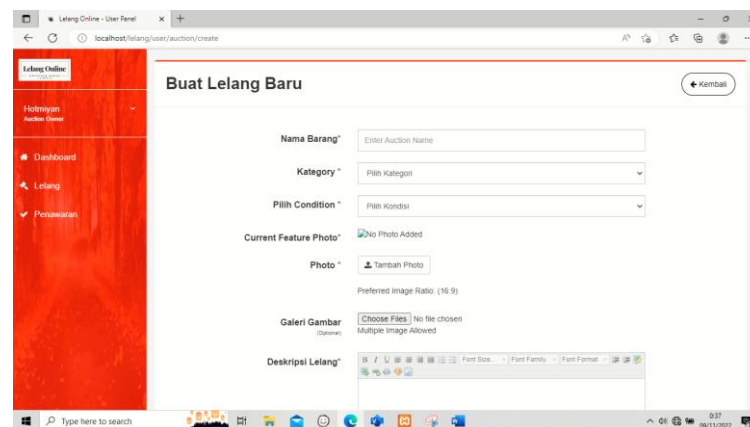 Lelang Online - User Panel
localhost/lelang/user/auction/create
Lelang Online
Buat Lelang Baru
Kembali
Hotmiyan
Auction Owner
Dashboard
Lelang
Penawaran
Nama Barang*
Enter Auction Name
Kategory *
Pilih Kategori
Pilih Condition *
Pilih Kondisi
Current Feature Photo*
No Photo Added
Photo *
Tambah Photo
Preferred Image Ratio: (16:9)
Galeri Gambar
(Optional)
Choose Files No file chosen
Multiple Image Allowed
Deskripsi Lelang*
B I U Font Size... Font Family. Font Format
Type here to search
0:37
06/11/2022